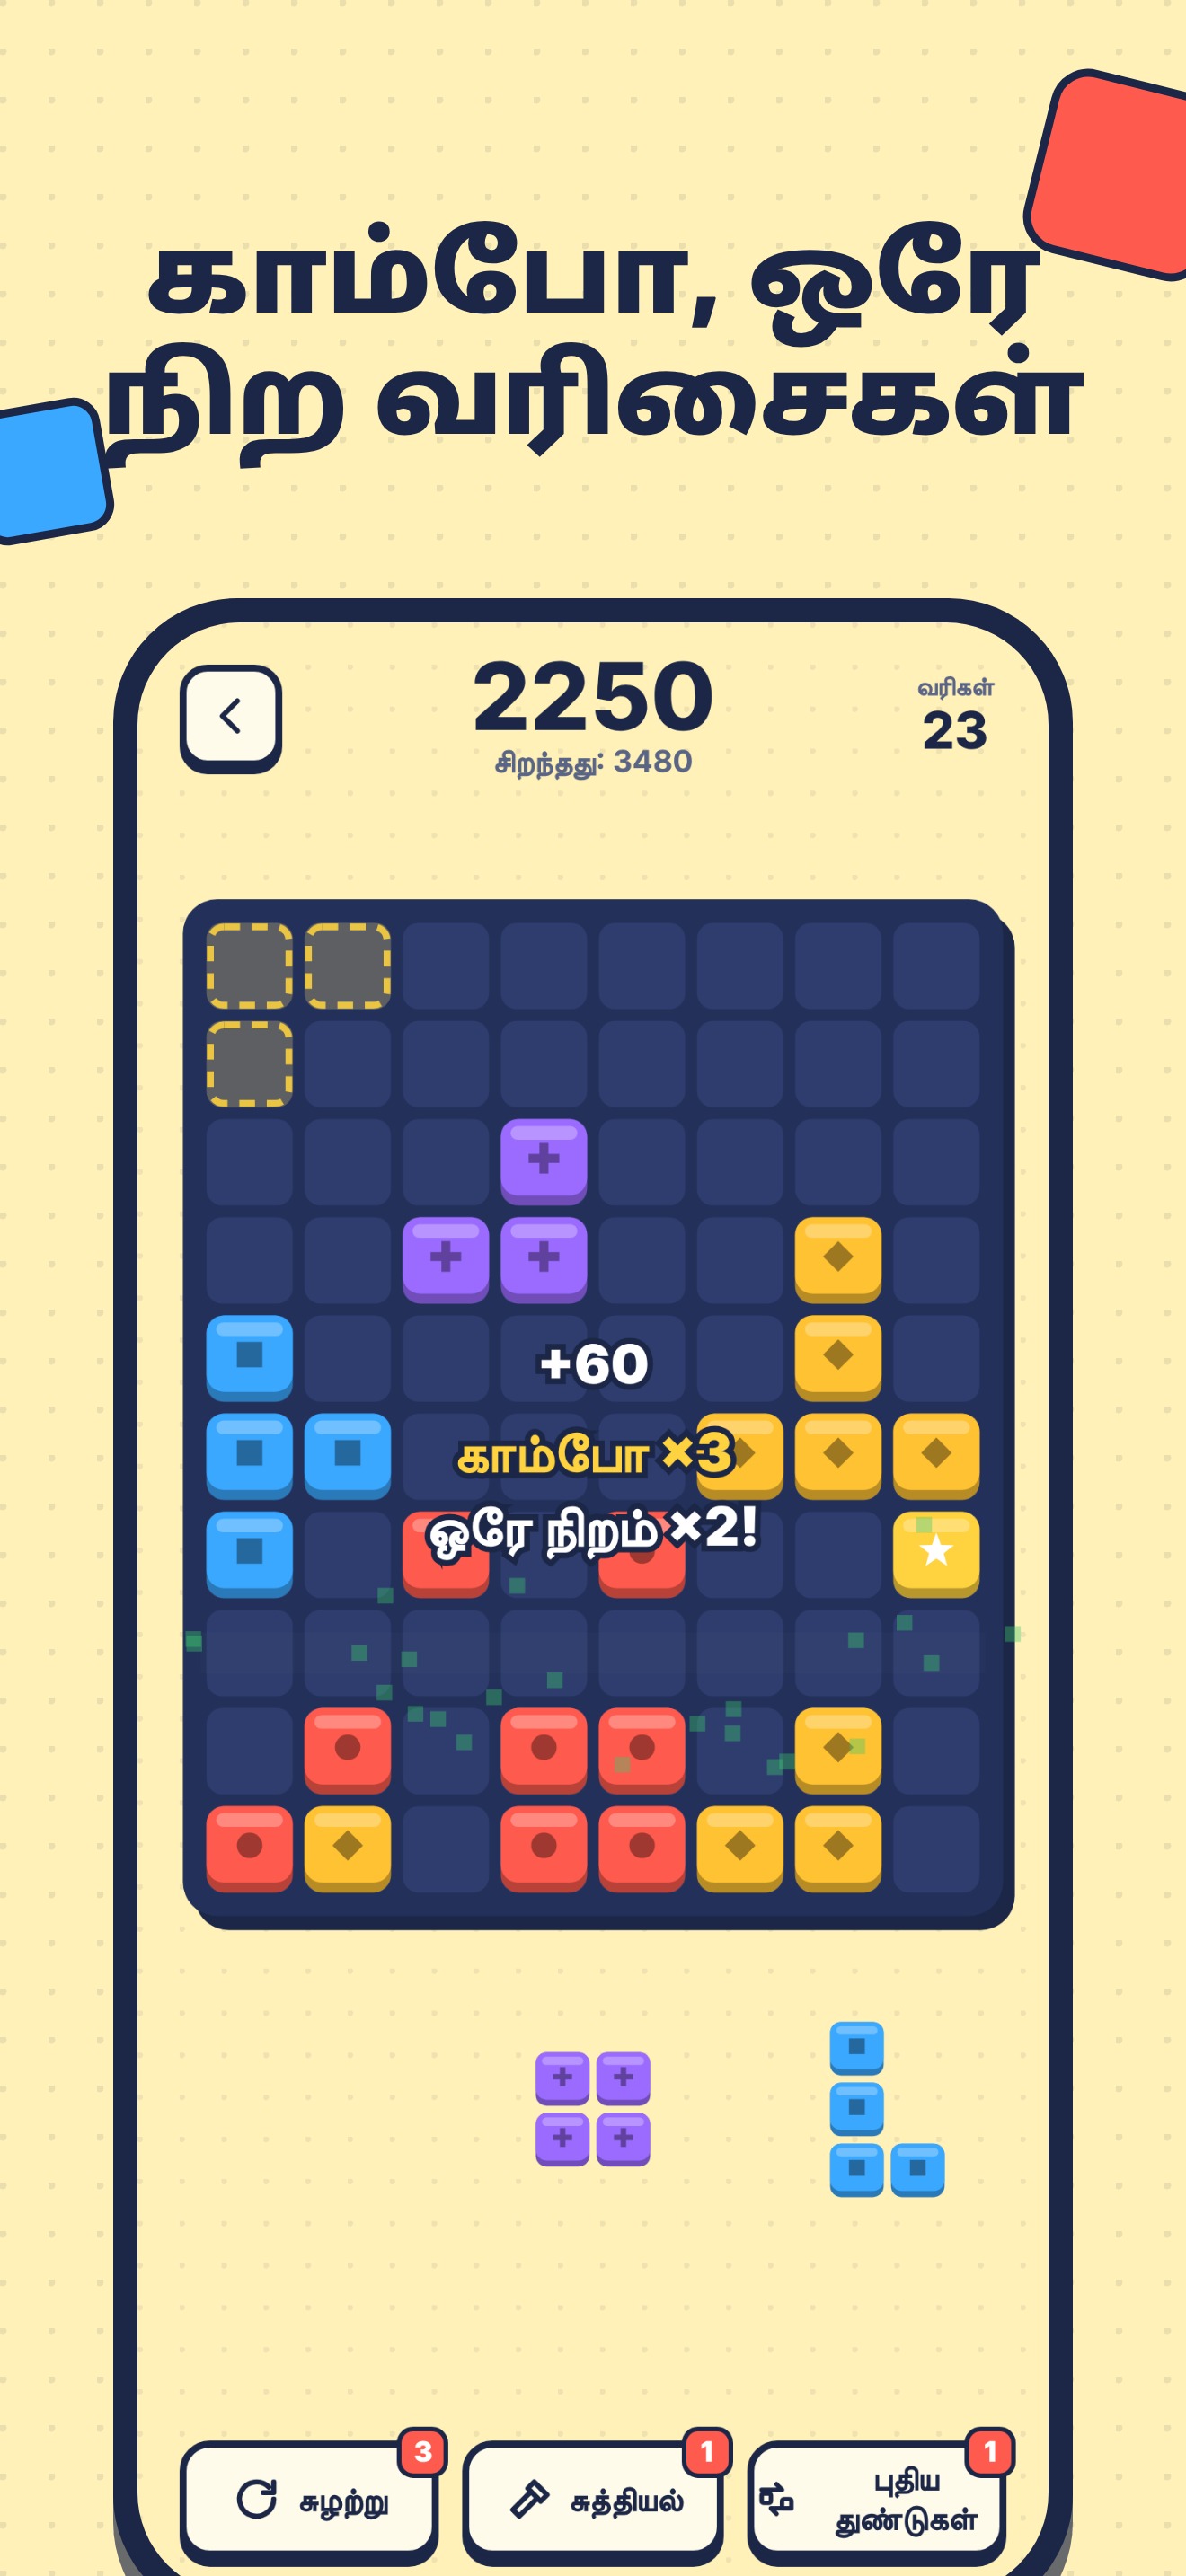 காம்போ, ஒரே
நிற வரிசைகள்
2250
சிறந்தது: 3480
வரிகள்
23
+60
காம்போ ×3
ஒரே நிறம் ×2!
3
சுழற்று
1
சுத்தியல்
1
புதிய
துண்டுகள்